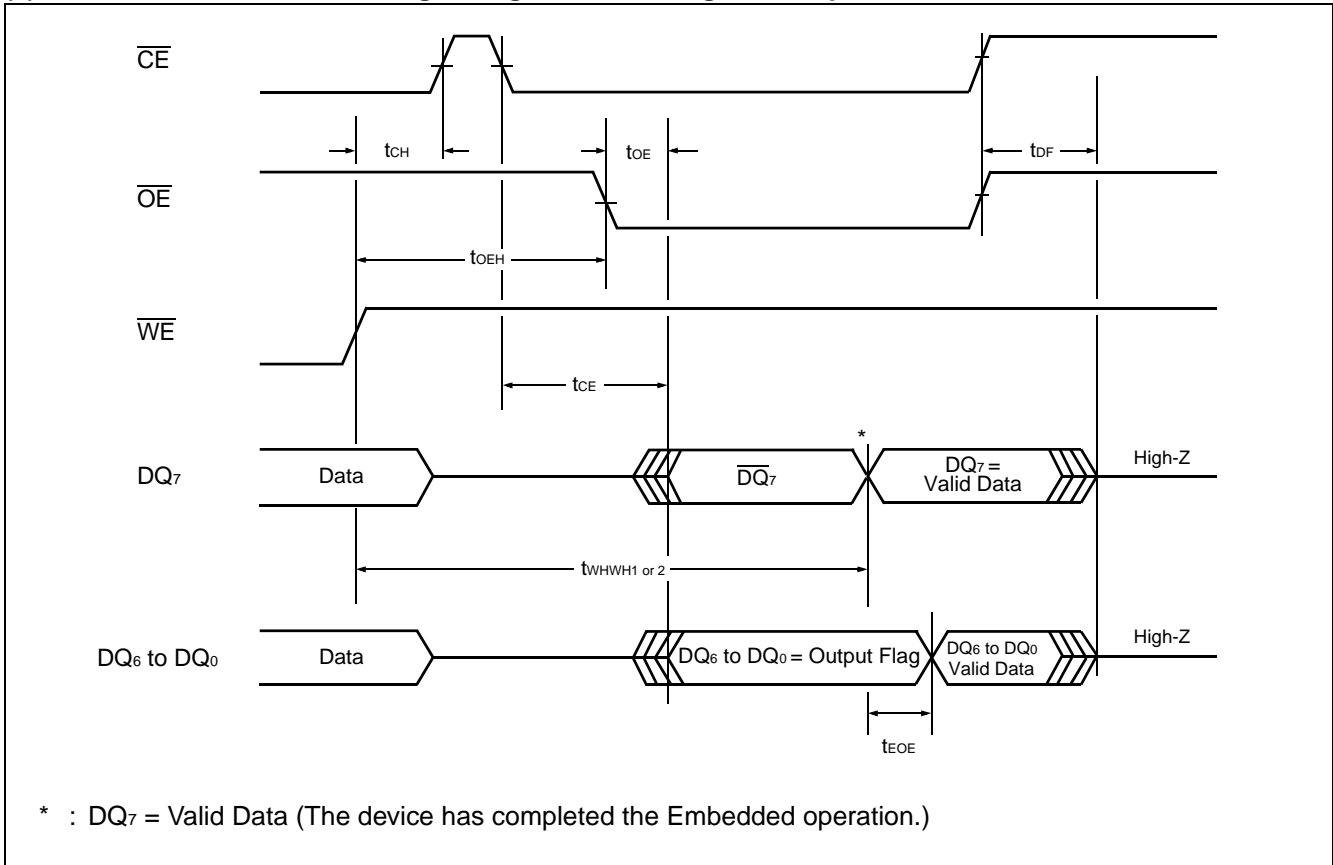 CE
tCH
tOE
tDF
OE
tOEH
WE
tCE
*
DQ7
Data
DQ7
DQ7 =
Valid Data
High-Z
tWHWH1 or 2
DQ6 to DQ0
Data
DQ6 to DQ0 = Output Flag
DQ6 to DQ0
Valid Data
High-Z
tEOE
* : DQ7 = Valid Data (The device has completed the Embedded operation.)